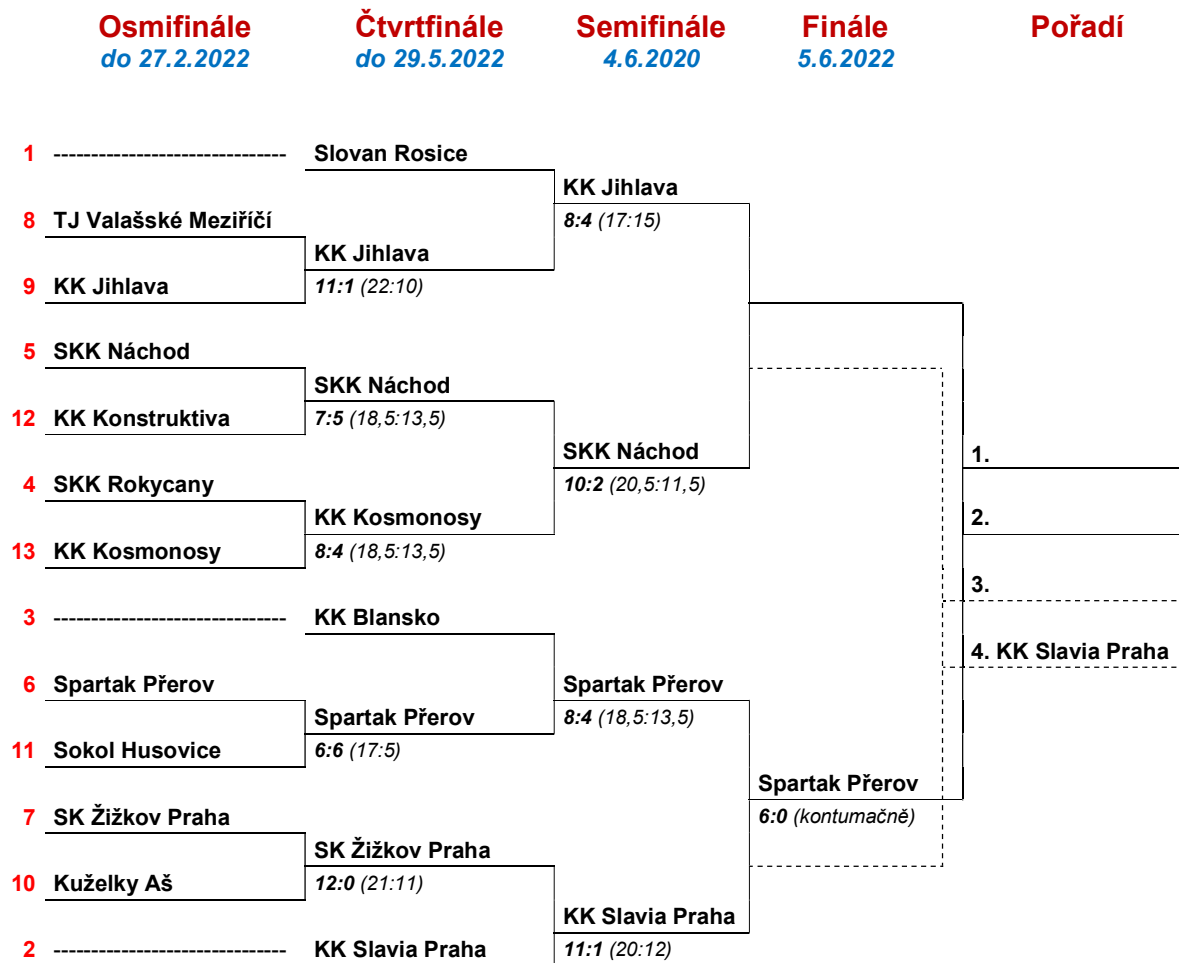 Osmifinále Čtvrtfinále Semifinále Finále Pořadí
do 27.2.2022 do 29.5.2022 4.6.2020 5.6.2022
1 ------------------------------- Slovan Rosice
KK Jihlava
8 TJ Valašské Meziříčí 8:4 (17:15)
KK Jihlava
9 KK Jihlava 11:1 (22:10)
5 SKK Náchod
SKK Náchod
12 KK Konstruktiva 7:5 (18,5:13,5)
SKK Náchod 1.
4 SKK Rokycany 10:2 (20,5:11,5)
KK Kosmonosy 2.
13 KK Kosmonosy 8:4 (18,5:13,5)
3.
3 ------------------------------- KK Blansko
4. KK Slavia Praha
6 Spartak Přerov Spartak Přerov
Spartak Přerov 8:4 (18,5:13,5)
11 Sokol Husovice 6:6 (17:5)
Spartak Přerov
7 SK Žižkov Praha 6:0 (kontumačně)
SK Žižkov Praha
10 Kuželky Aš 12:0 (21:11)
KK Slavia Praha
2 ------------------------------- KK Slavia Praha 11:1 (20:12)